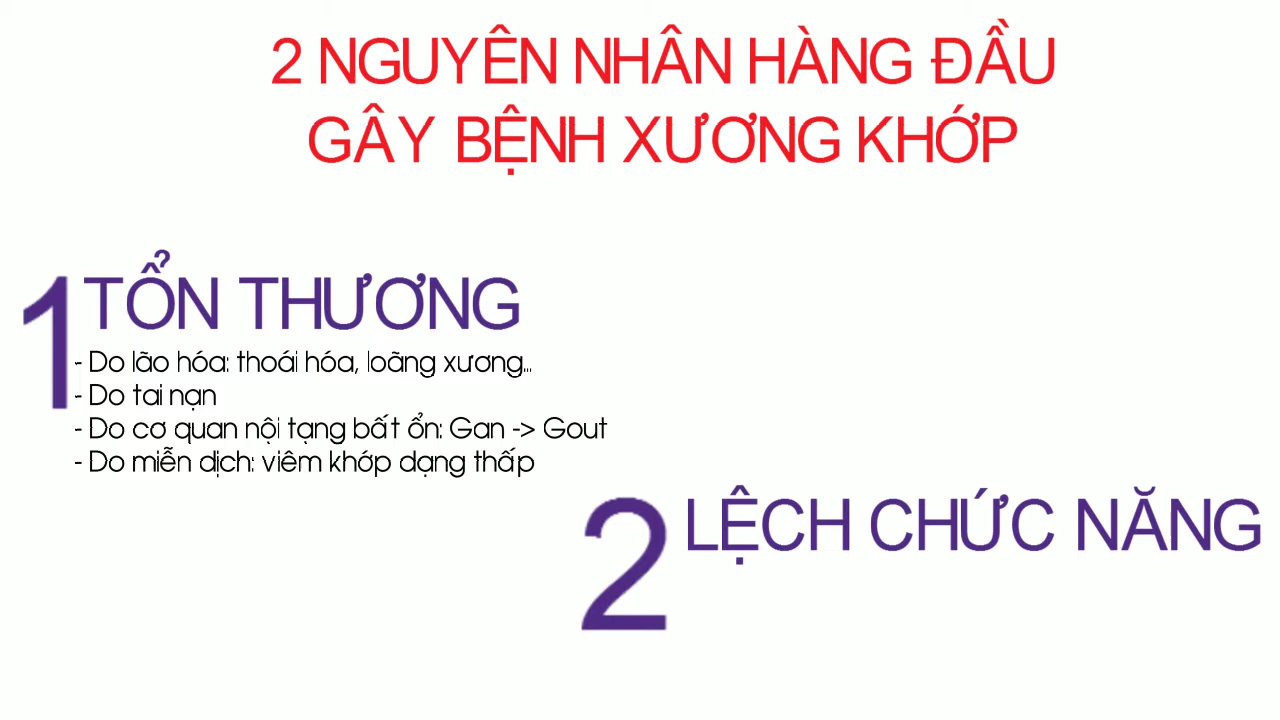 2 NGUYÊN NHÂN HÀNG ĐẦU
GÂY BỆNH XƯƠNG KHỚP
1 TỔN THƯƠNG
- Do lão hóa: thoái hóa, loãng xương...
- Do tai nạn
- Do cơ quan nội tạng bất ổn: Gan -> Gout
- Do miễn dịch: viêm khớp dạng thấp
2 LỆCH CHỨC NĂNG